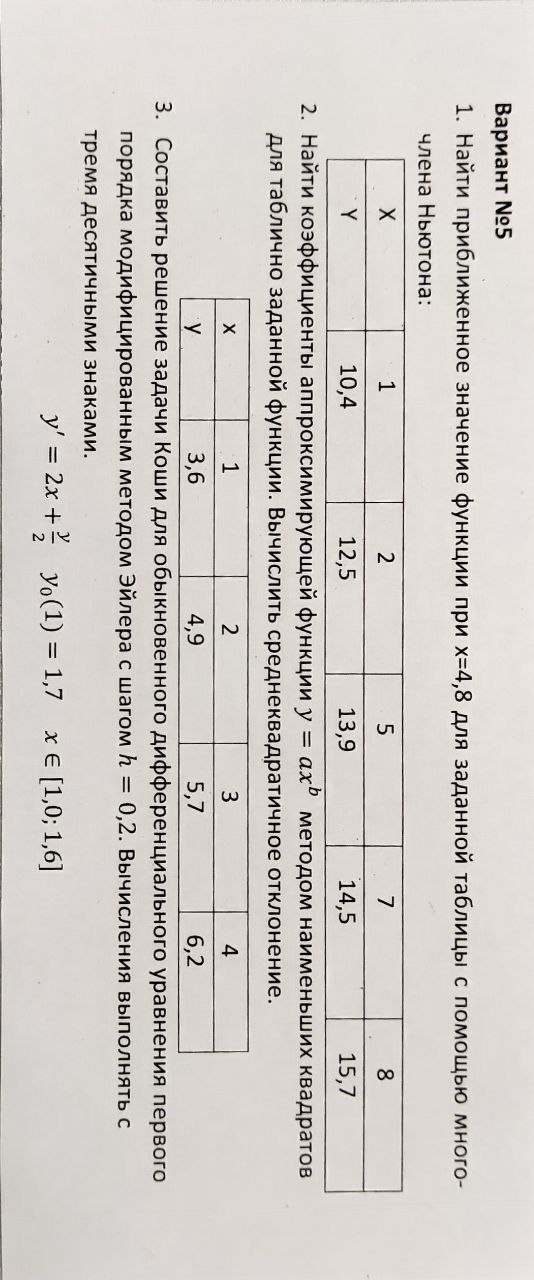 Вариант №5
1. Найти приближенное значение функции при x=4,8 для заданной таблицы с помощью много-
члена Ньютона:
X 1 2 5 7 8
Y 10,4 12,5 13,9 14,5 15,7
2. Найти коэффициенты аппроксимирующей функции y = ax^b методом наименьших квадратов
для таблично заданной функции. Вычислить среднеквадратичное отклонение.
x 1 2 3 4
y 3,6 4,9 5,7 6,2
3. Составить решение задачи Коши для обыкновенного дифференциального уравнения первого
порядка модифицированным методом Эйлера с шагом h = 0,2. Вычисления выполнять с
тремя десятичными знаками.
y′ = 2x + y/2 y₀(1) = 1,7 x ∈ [1,0; 1,6]